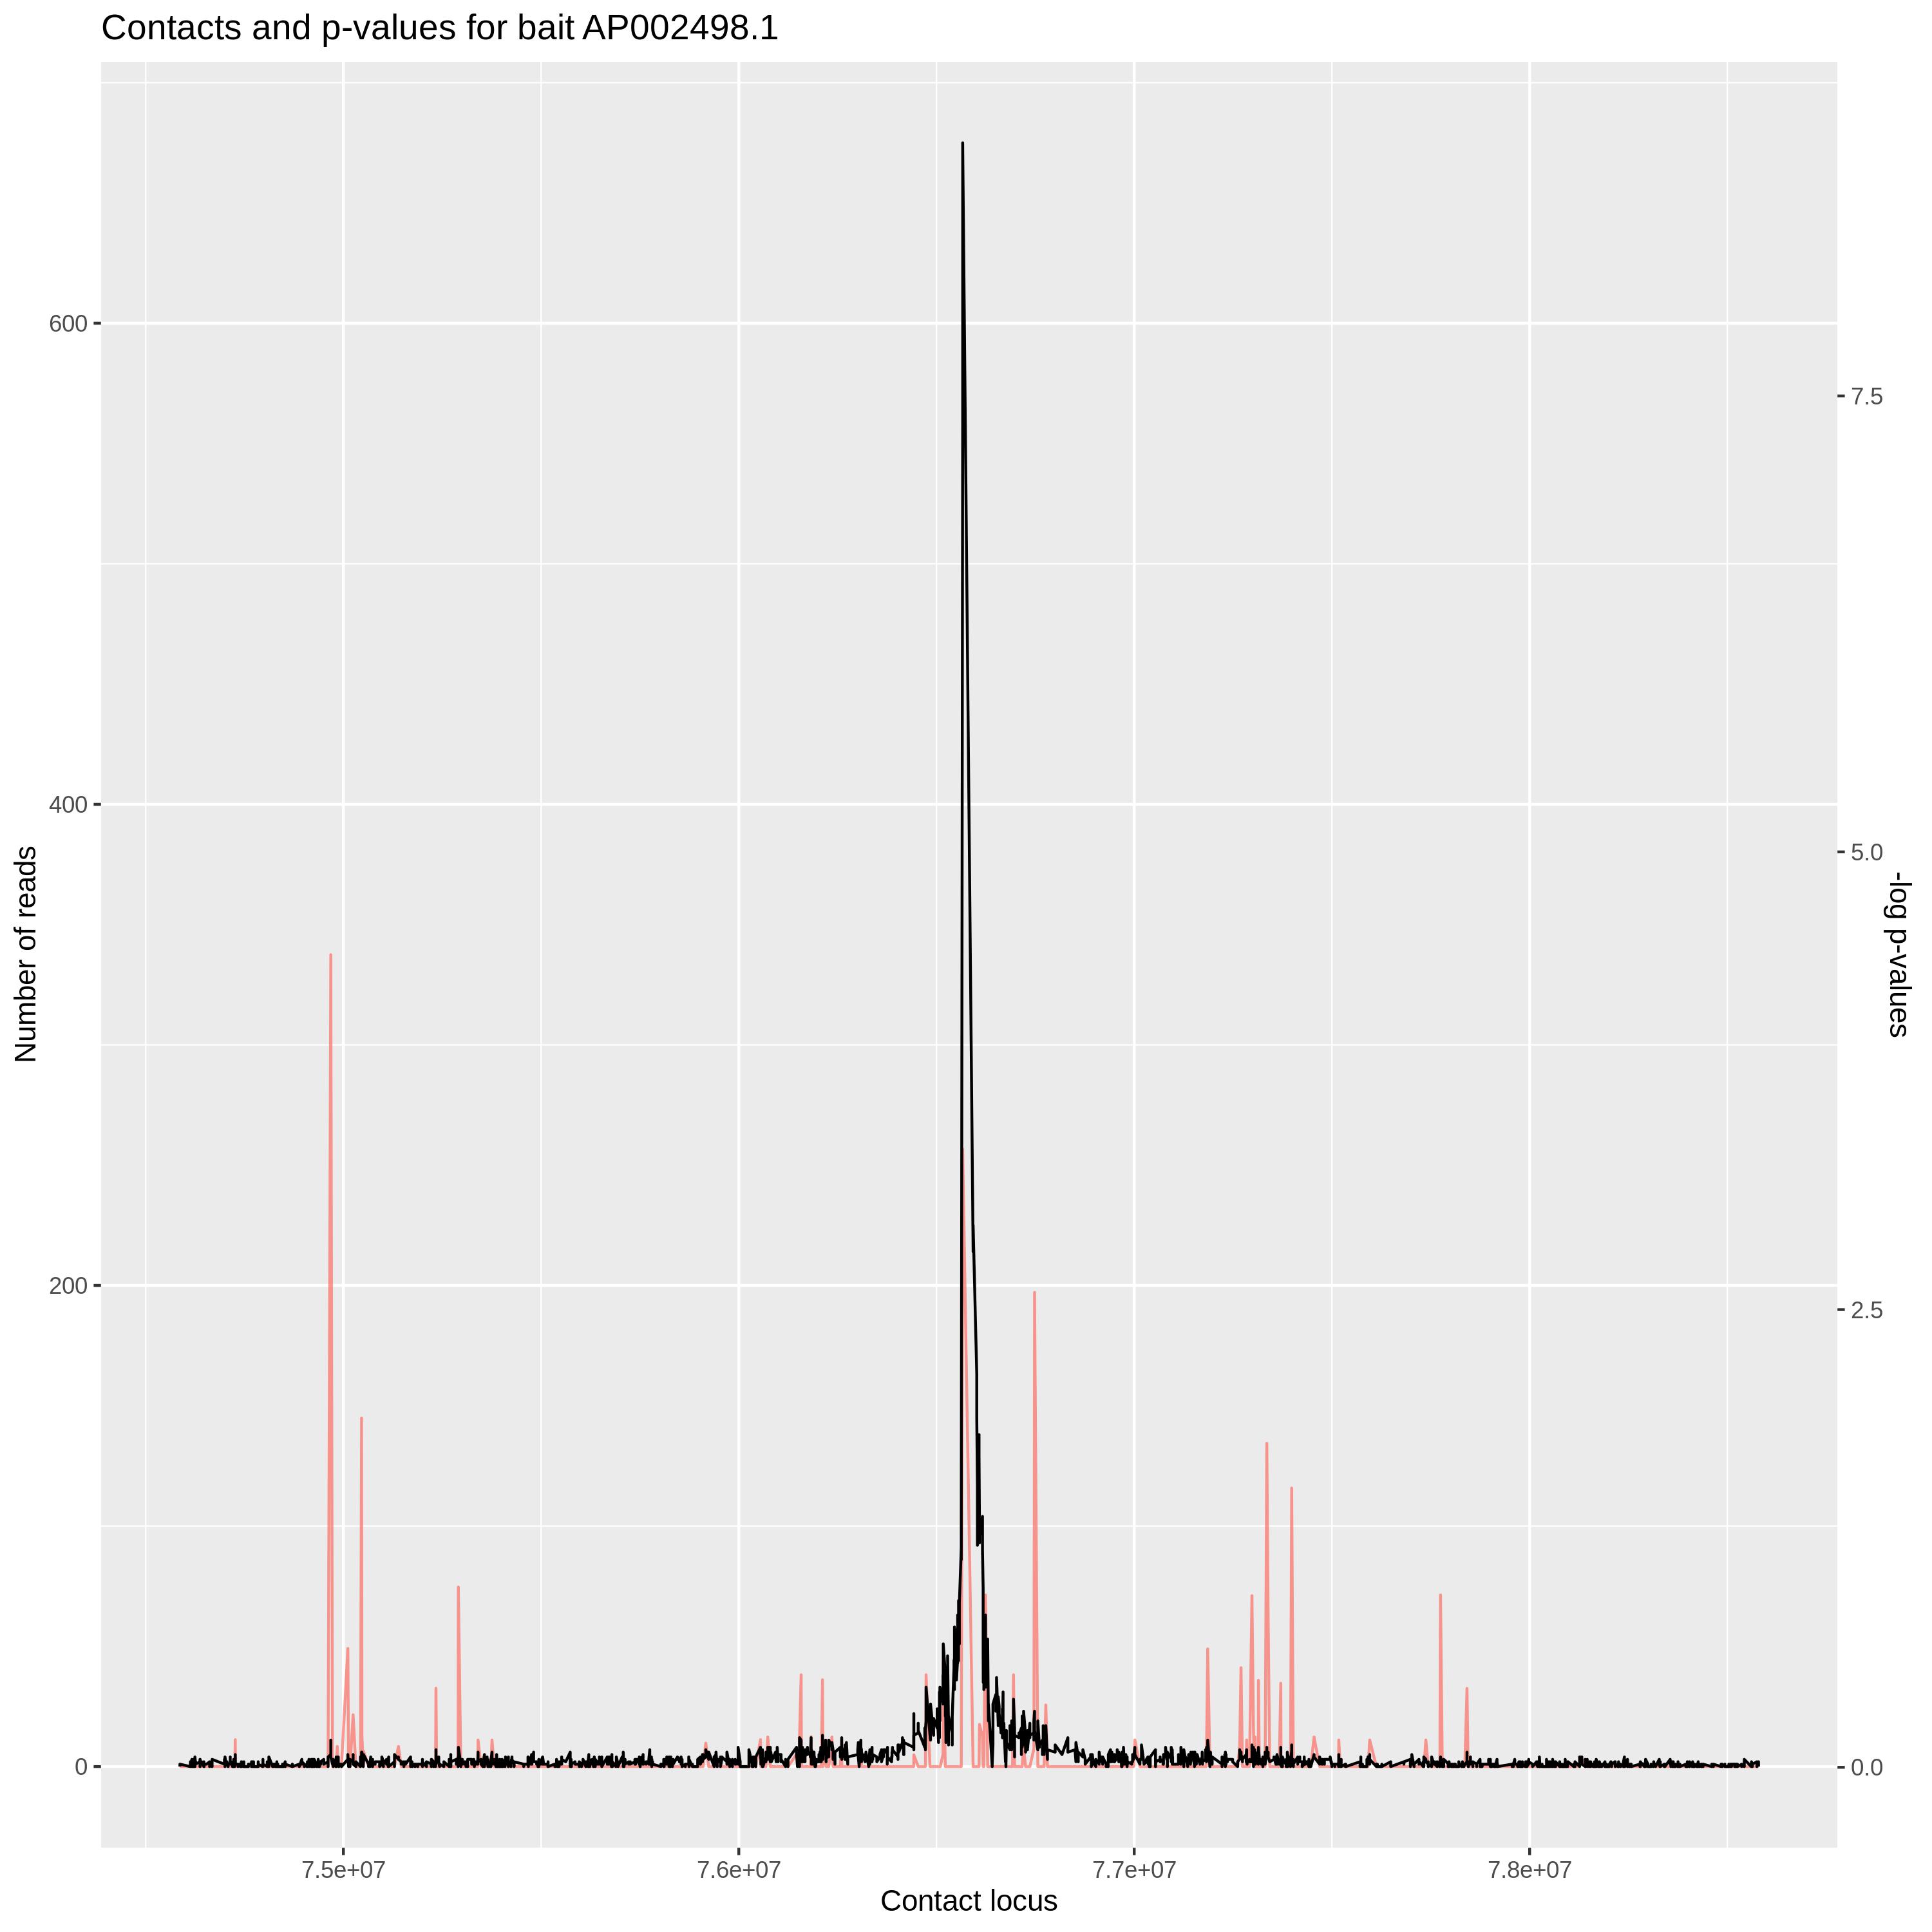 Contacts and p-values for bait AP002498.1
600
400
200
0
Number of reads
7.5
5.0
2.5
0.0
-log p-values
7.5e+07 7.6e+07 7.7e+07 7.8e+07
Contact locus